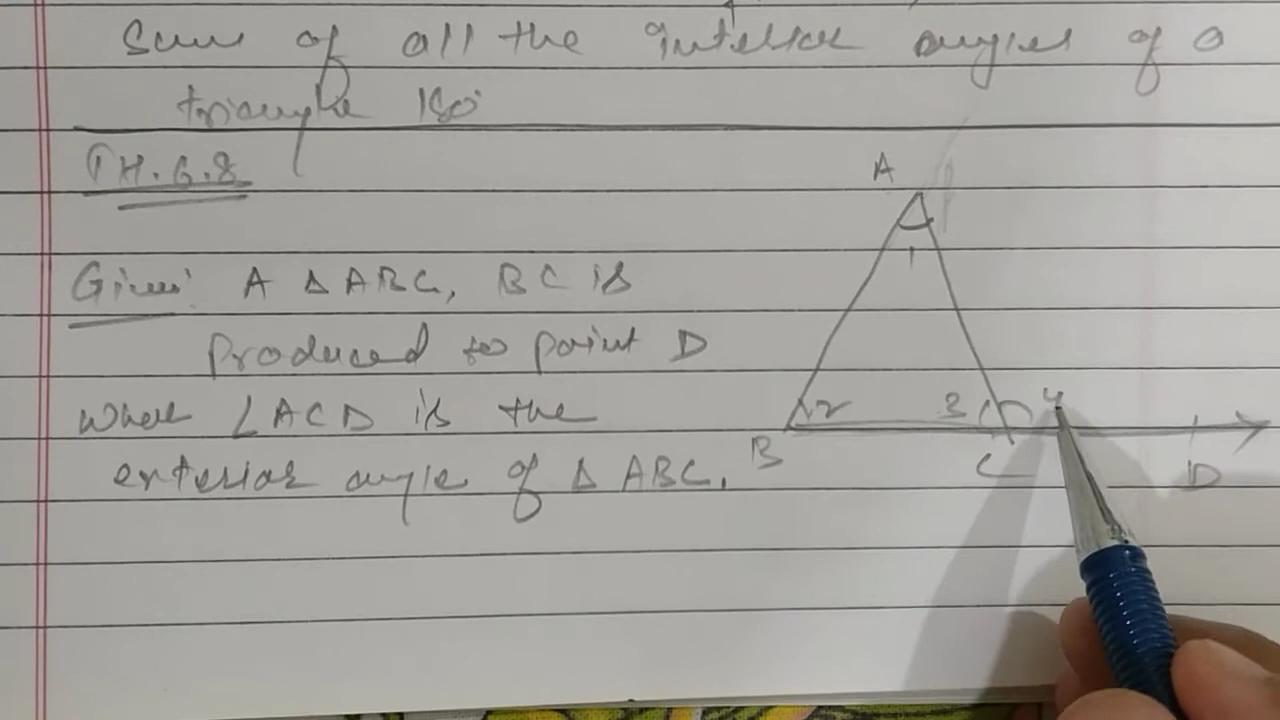 Sum of all the interior angles of a
triangle 180°
TH. 6.8
Given: A Δ ABC, BC is
produced to point D
where ∠ACD is the
exterior angle of Δ ABC.
A
1
2 3 4
B C D